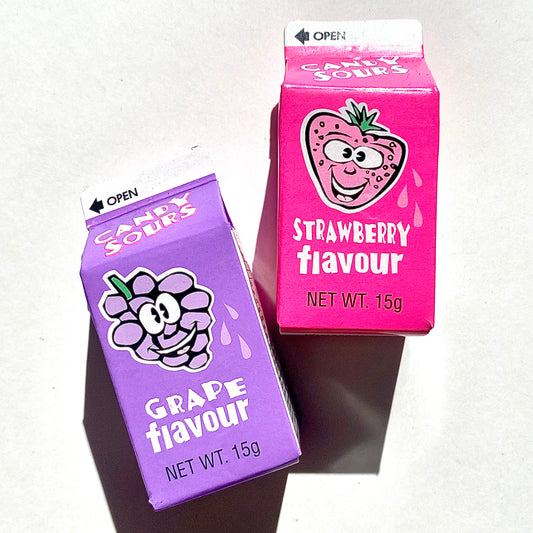 OPEN
CANDY
SOURS
STRAWBERRY
flavour
NET WT. 15g
OPEN
CANDY
SOURS
GRAPE
flavour
NET WT. 15g